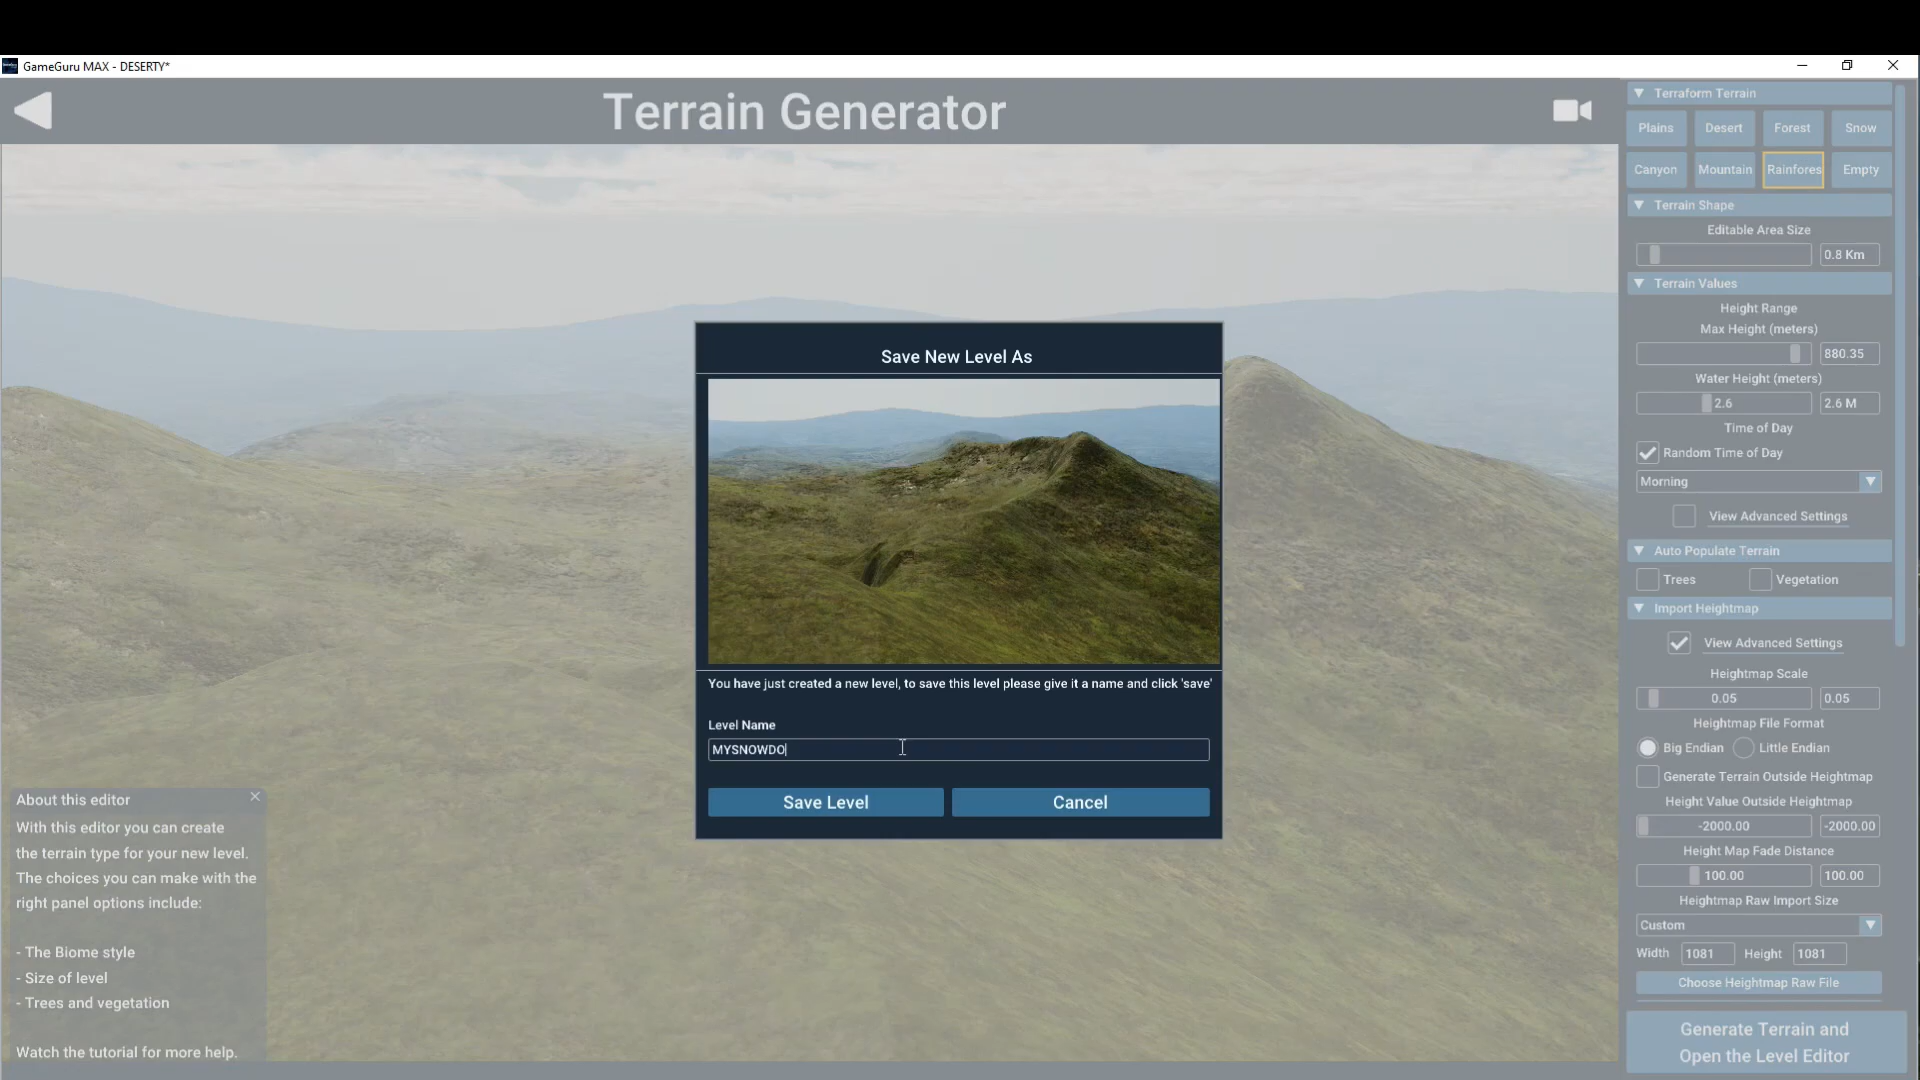 GameGuru MAX - DESERTY*
Terrain Generator
Terraform Terrain
Plains Desert Forest Snow
Canyon Mountain Rainfores Empty
Terrain Shape
Editable Area Size
0.8 Km
Terrain Values
Height Range
Max Height (meters)
880.35
Water Height (meters)
2.6 2.6 M
Time of Day
Random Time of Day
Morning
View Advanced Settings
Auto Populate Terrain
Trees Vegetation
Import Heightmap
View Advanced Settings
Heightmap Scale
0.05 0.05
Heightmap File Format
Big Endian Little Endian
Generate Terrain Outside Heightmap
Height Value Outside Heightmap
-2000.00 -2000.00
Height Map Fade Distance
100.00 100.00
Heightmap Raw Import Size
Custom
Width 1081 Height 1081
Choose Heightmap Raw File
Generate Terrain and
Open the Level Editor
Save New Level As
You have just created a new level, to save this level please give it a name and click 'save'
Level Name
MYSNOWDO
Save Level Cancel
About this editor
With this editor you can create
the terrain type for your new level.
The choices you can make with the
right panel options include:
- The Biome style
- Size of level
- Trees and vegetation
Watch the tutorial for more help.